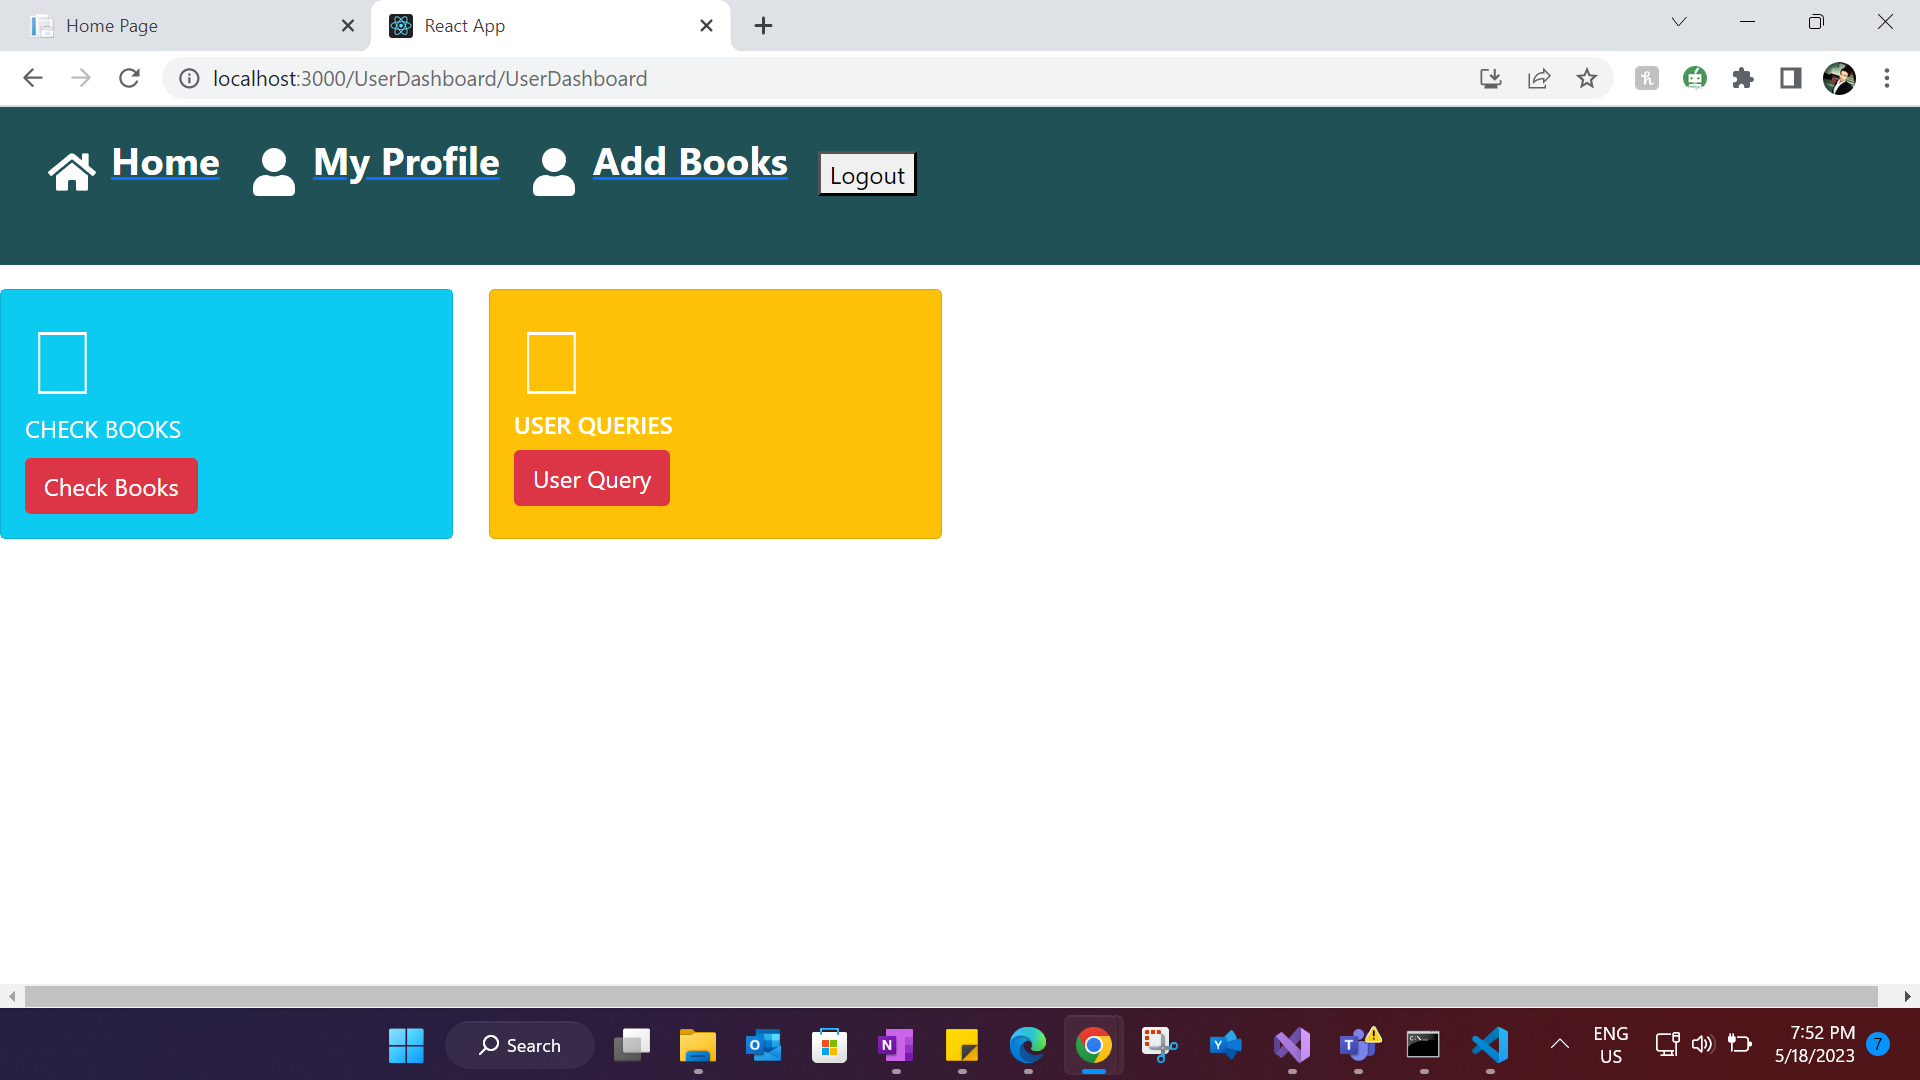 Home Page
React App
localhost:3000/UserDashboard/UserDashboard
Home My Profile Add Books Logout
CHECK BOOKS
Check Books
USER QUERIES
User Query
Search
ENG
US
7:52 PM
5/18/2023
7